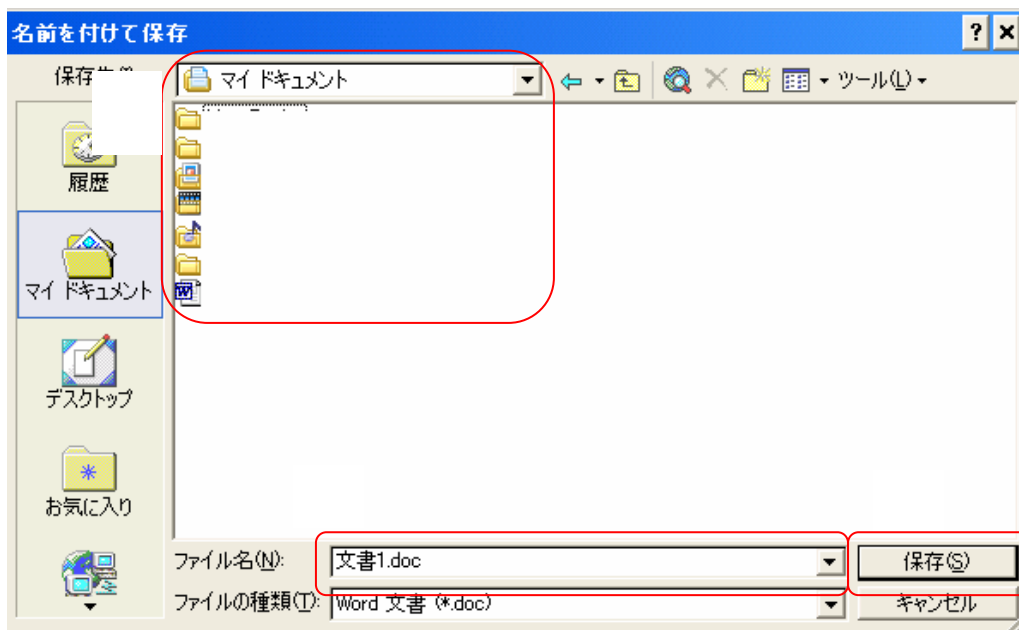 名前を付けて保存
マイ ドキュメント
ツール(L)
履歴
マイ ドキュメント
デスクトップ
お気に入り
ファイル名(N): 文書1.doc 保存(S)
ファイルの種類(T): Word 文書 (*.doc) キャンセル